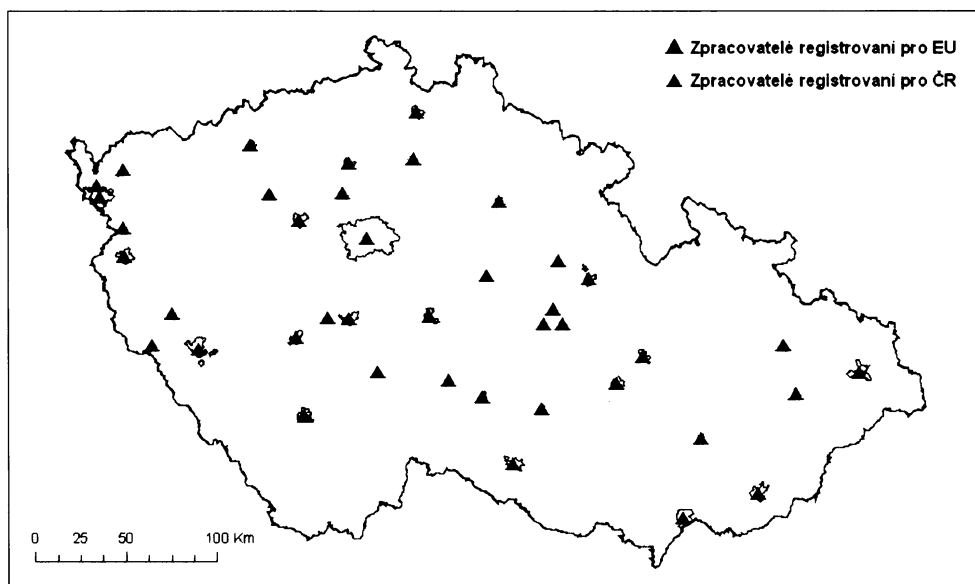 Zpracovatelé registrovaní pro EU
Zpracovatelé registrovaní pro ČR
0 25 50 100 Km